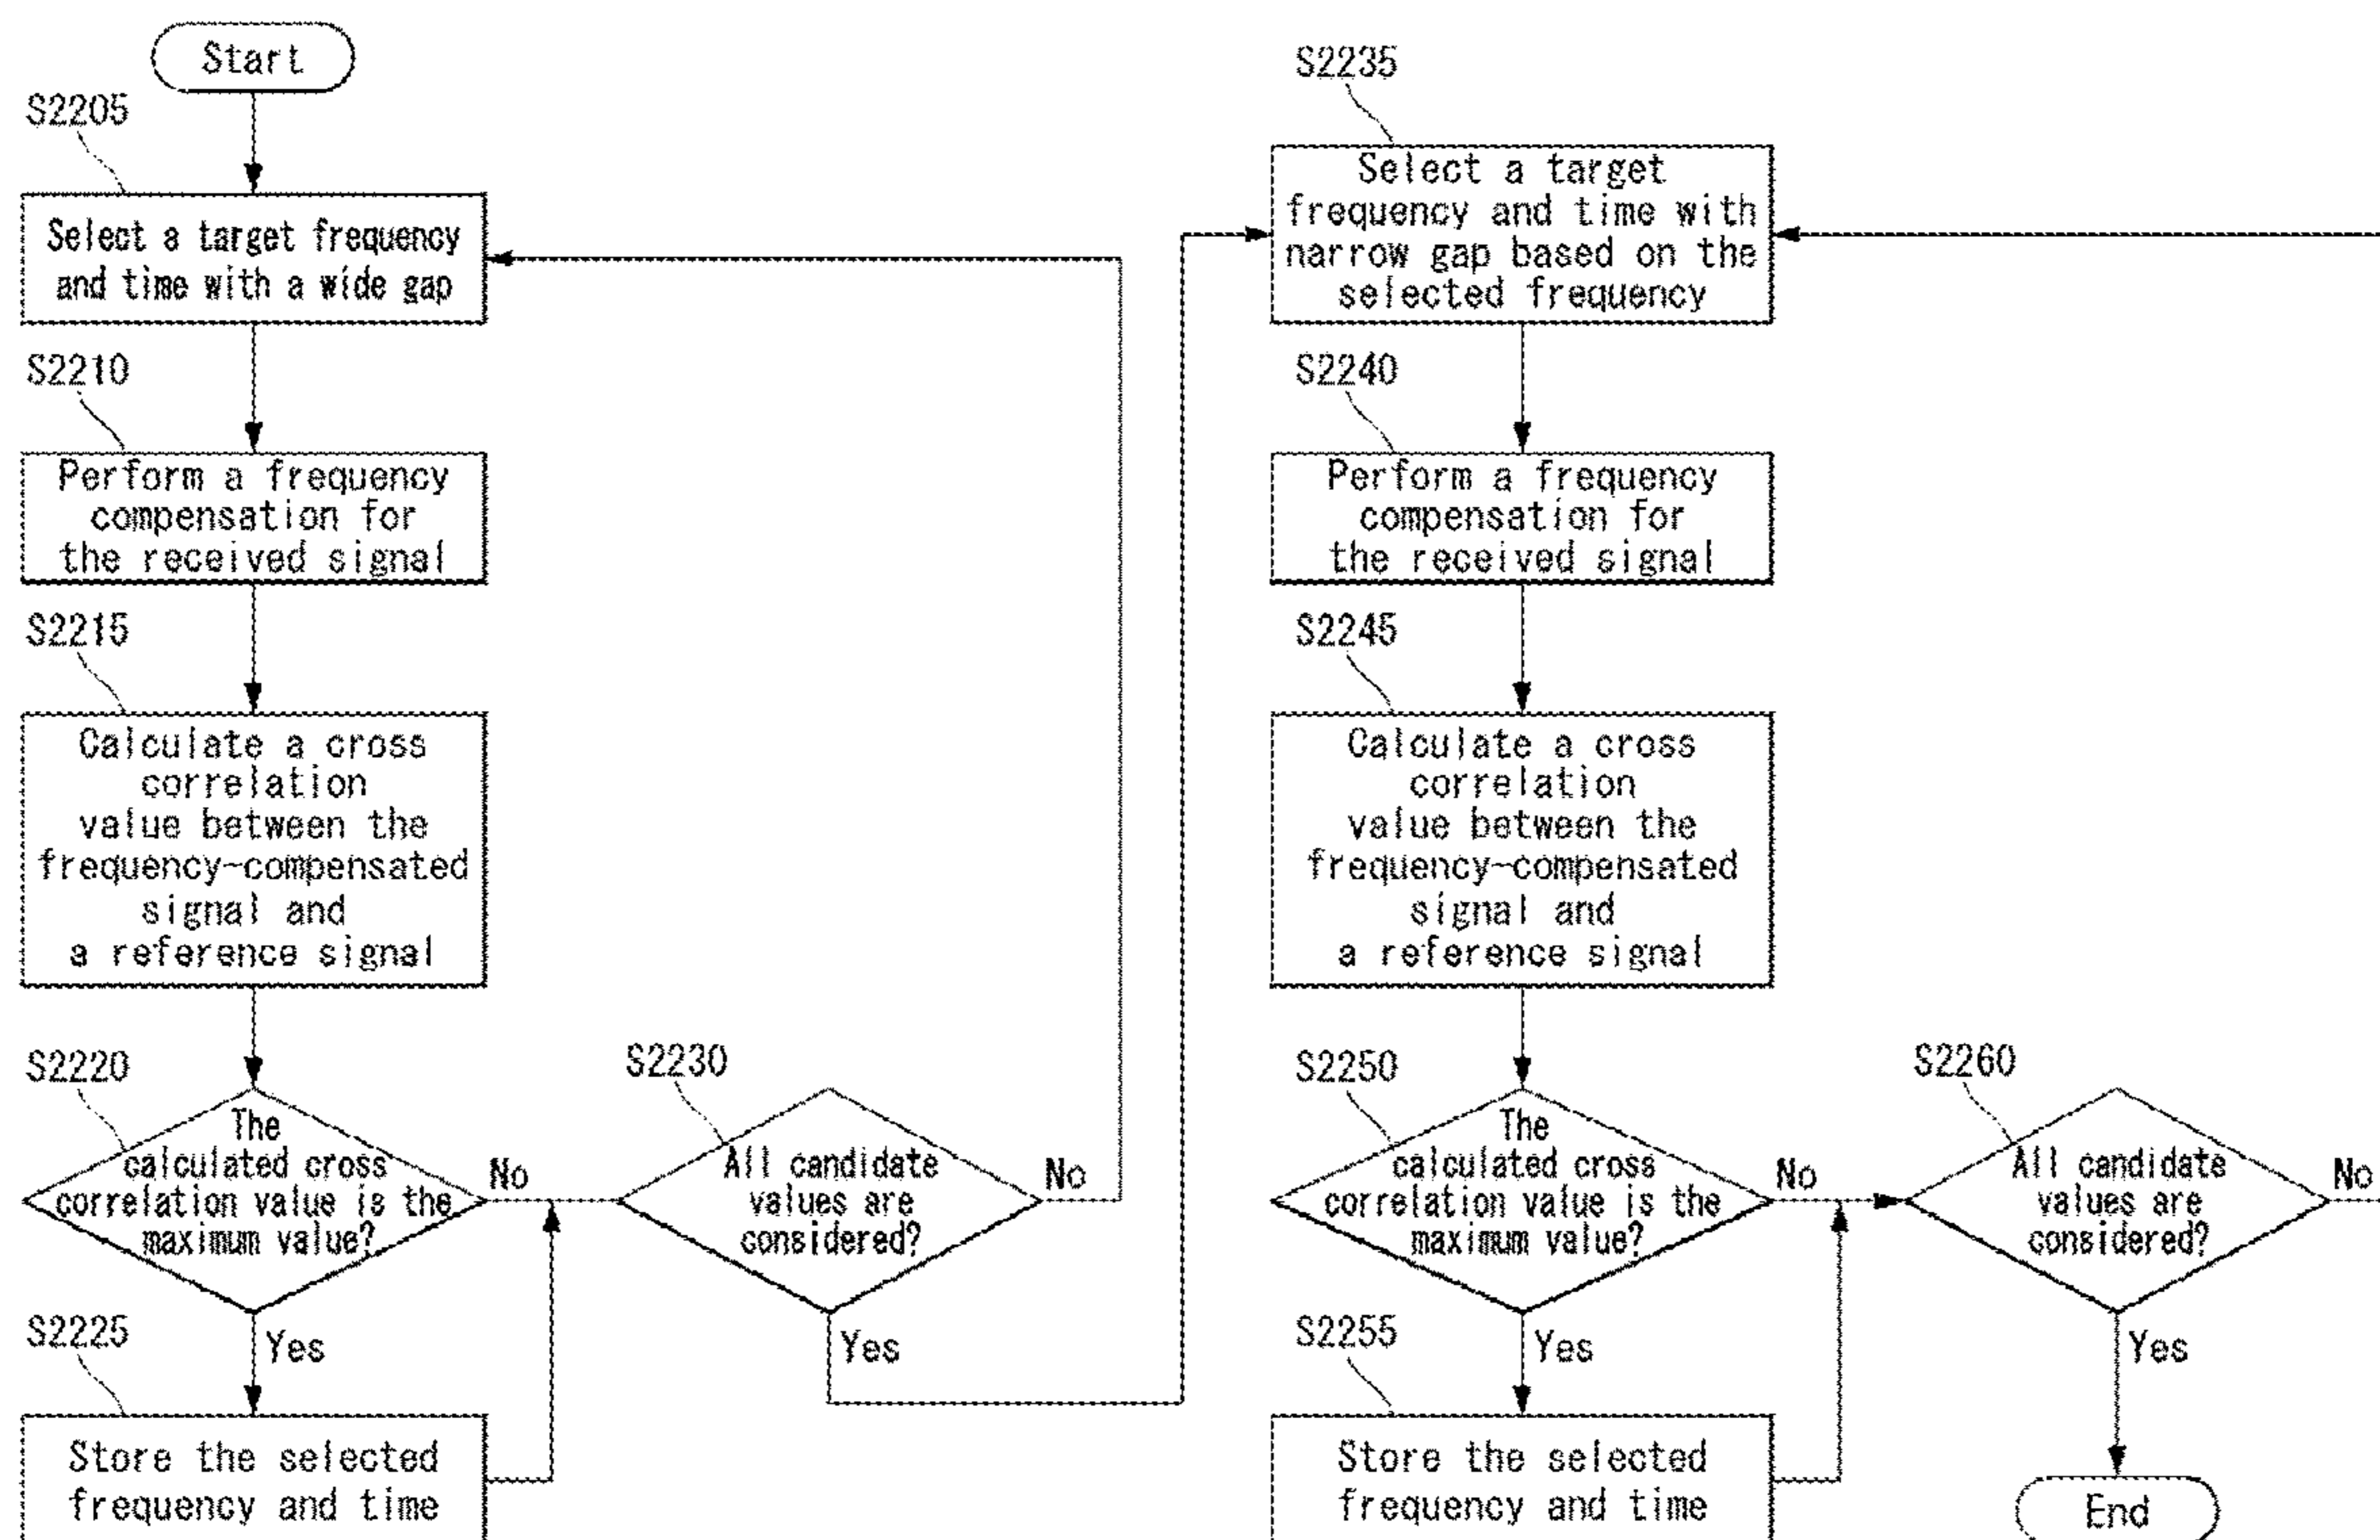 Start
S2205
Select a target frequency
and time with a wide gap
S2210
Perform a frequency
compensation for
the received signal
S2215
Calculate a cross
correlation
value between the
frequency-compensated
signal and
a reference signal
S2220
The
calculated cross
correlation value is the
maximum value?
No
Yes
S2225
Store the selected
frequency and time
S2230
All candidate
values are
considered?
No
Yes
S2235
Select a target
frequency and time with
narrow gap based on the
selected frequency
S2240
Perform a frequency
compensation for
the received signal
S2245
Calculate a cross
correlation
value between the
frequency-compensated
signal and
a reference signal
S2250
The
calculated cross
correlation value is the
maximum value?
No
Yes
S2255
Store the selected
frequency and time
S2260
All candidate
values are
considered?
No
Yes
End